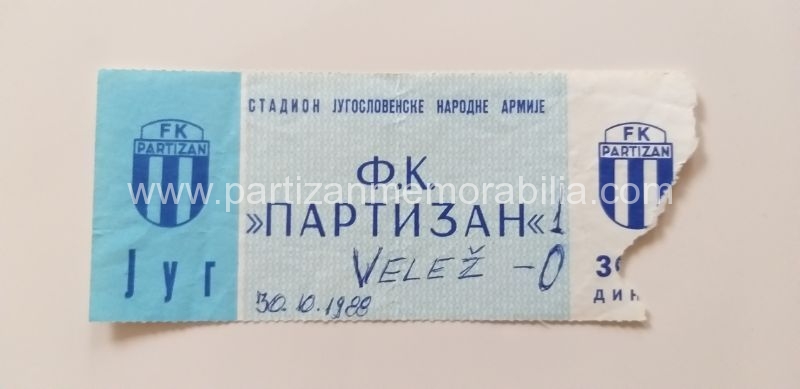 СТАДИОН ЈУГОСЛОВЕНСКЕ НАРОДНЕ АРМИЈЕ
FK
PARTIZAN
Ф.К.
»ПАРТИЗАН« 1
VELEŽ - 0
30.10.1988
Југ
FK
PARTIZAN
ДИН
www.partizanmemorabilia.com